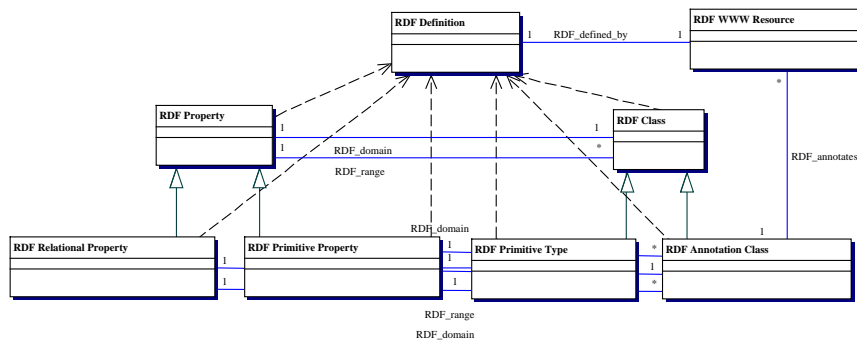 RDF Definition
RDF WWW Resource
1
RDF_defined_by
1
*
RDF Property
RDF Class
1
1
1
RDF_domain
*
RDF_range
RDF_annotates
RDF_domain
1
RDF Relational Property
RDF Primitive Property
RDF Primitive Type
RDF Annotation Class
1
*
1
1
1
1
1
*
RDF_range
RDF_domain